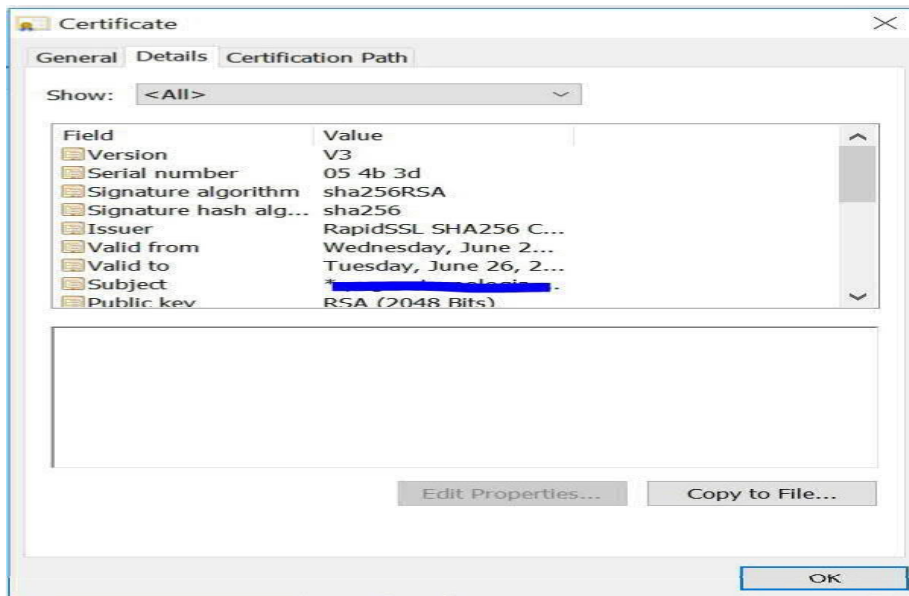 Certificate
General Details Certification Path
Show: <All>
Field Value
Version V3
Serial number 05 4b 3d
Signature algorithm sha256RSA
Signature hash alg... sha256
Issuer RapidSSL SHA256 C...
Valid from Wednesday, June 2...
Valid to Tuesday, June 26, 2...
Subject
Public key RSA (2048 Bits)
Edit Properties...
Copy to File...
OK